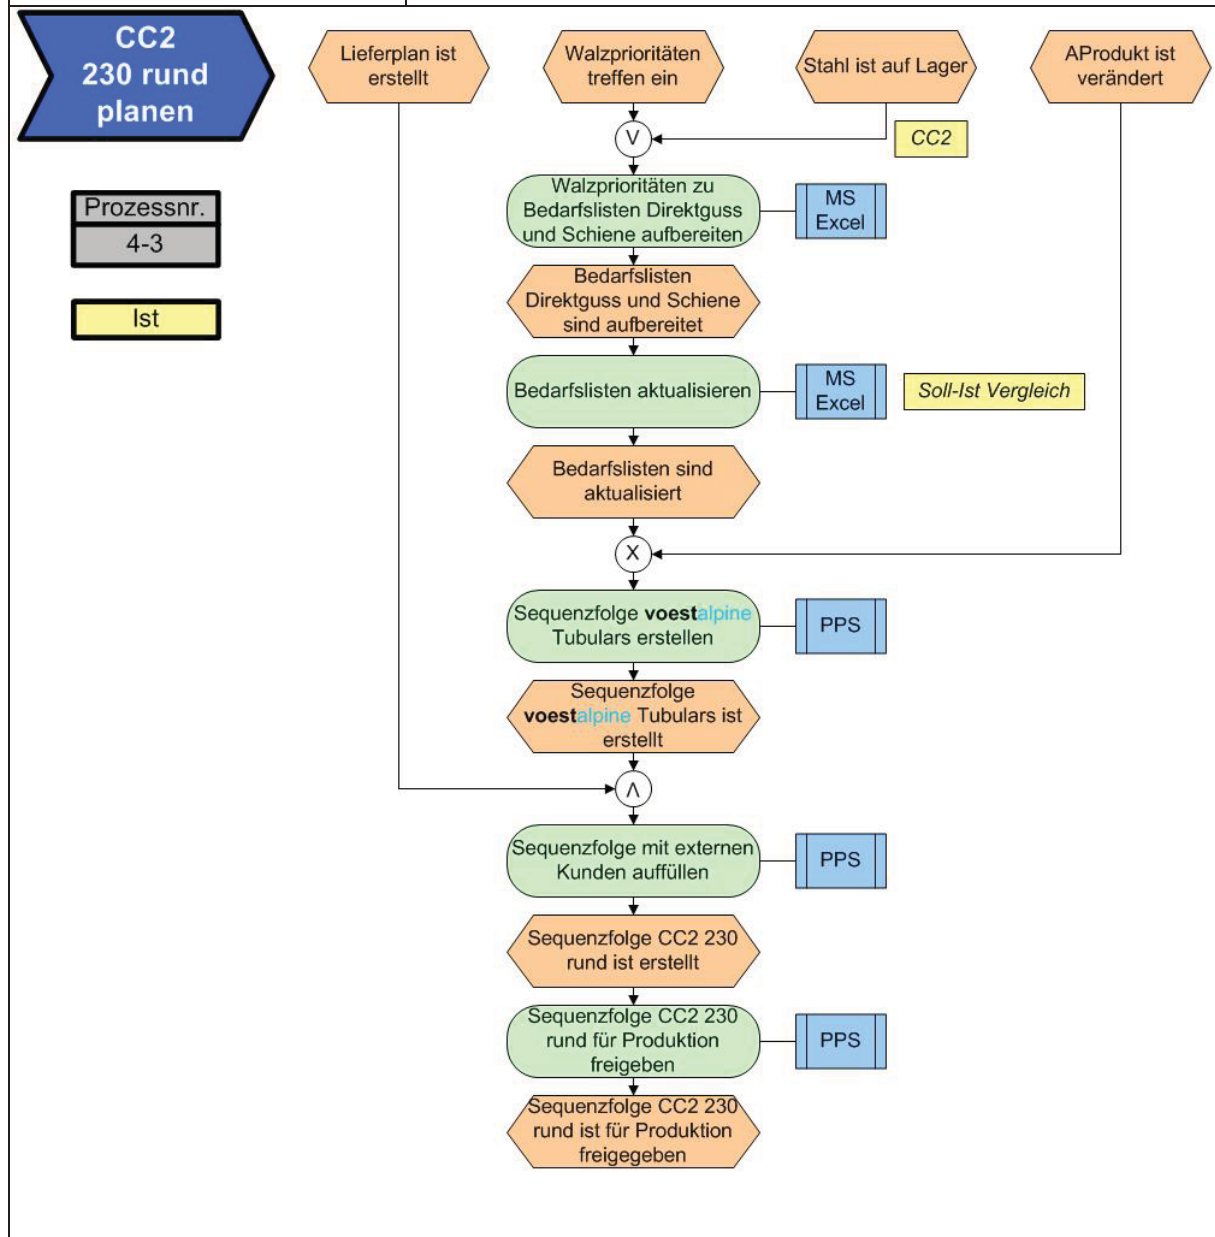 CC2
230 rund
planen
Prozessnr.
4-3
Ist
Lieferplan ist
erstellt
Walzprioritäten
treffen ein
Stahl ist auf Lager
AProdukt ist
verändert
V
CC2
Walzprioritäten zu
Bedarfslisten Direktguss
und Schiene aufbereiten
MS
Excel
Bedarfslisten
Direktguss und Schiene
sind aufbereitet
Bedarfslisten aktualisieren
MS
Excel
Soll-Ist Vergleich
Bedarfslisten sind
aktualisiert
X
Sequenzfolge voestalpine
Tubulars erstellen
PPS
Sequenzfolge
voestalpine Tubulars ist
erstellt
Λ
Sequenzfolge mit externen
Kunden auffüllen
PPS
Sequenzfolge CC2 230
rund ist erstellt
Sequenzfolge CC2 230
rund für Produktion
freigeben
PPS
Sequenzfolge CC2 230
rund ist für Produktion
freigegeben